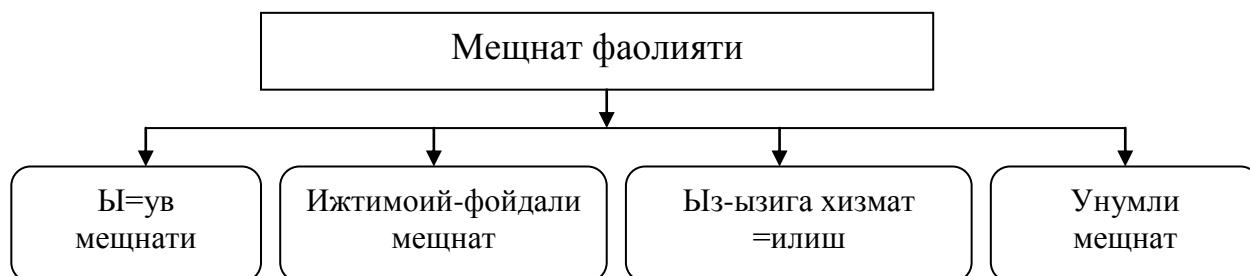 Мещнат фаолияти
Ы=ув
мещнати
Ижтимоий-фойдали
мещнат
Ыз-ызига хизмат
=илиш
Унумли
мещнат